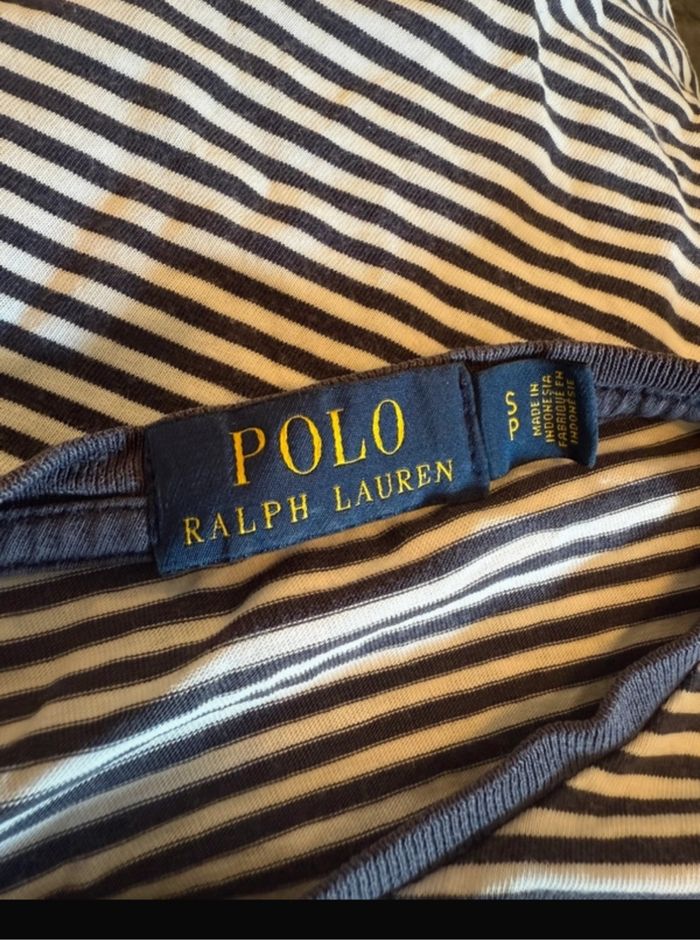 POLO
RALPH LAUREN
S
P
MADE IN
INDONESIA
FABRIQUÉ EN
INDONÉSIE